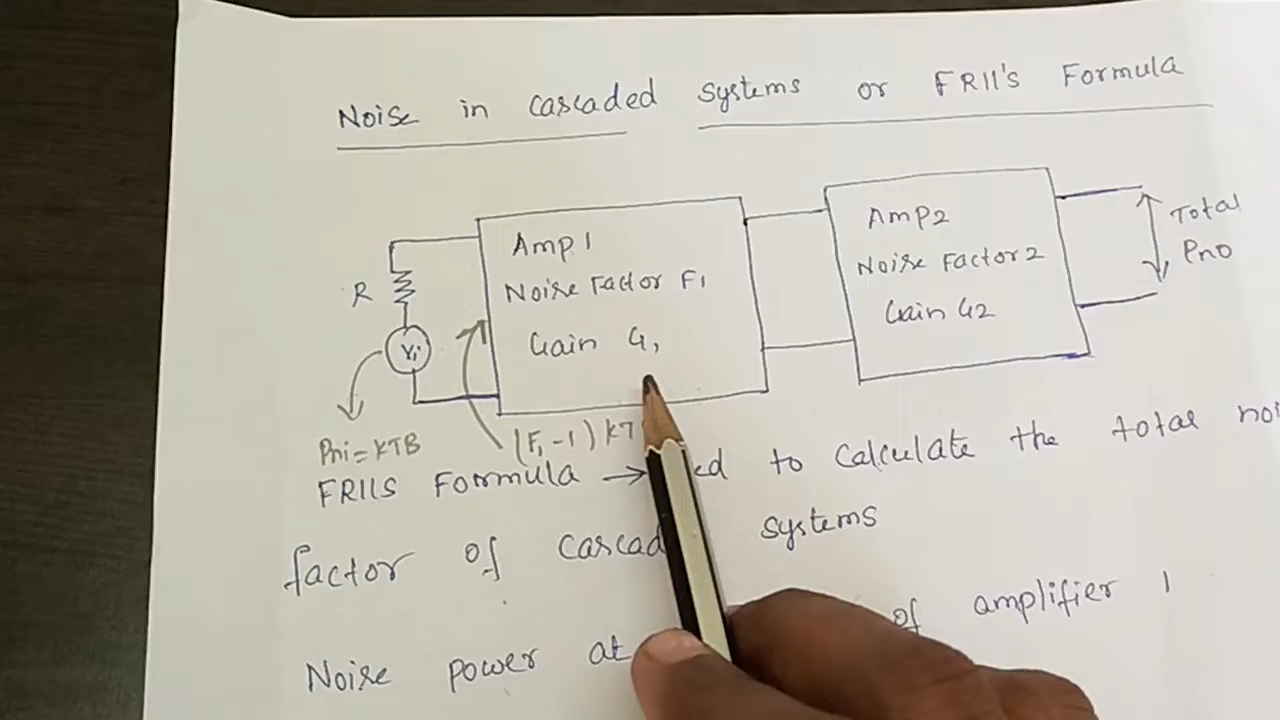 Noise in Cascaded Systems or FRII's Formula
Amp1
Noise Factor F1
Gain G1
Amp2
Noise Factor 2
Gain G2
Total
Pno
R
Vi
Pni = KTB
(F1 - 1) KT
FRIIS Formula → to calculate the total
factor of systems
Noise power at of amplifier 1